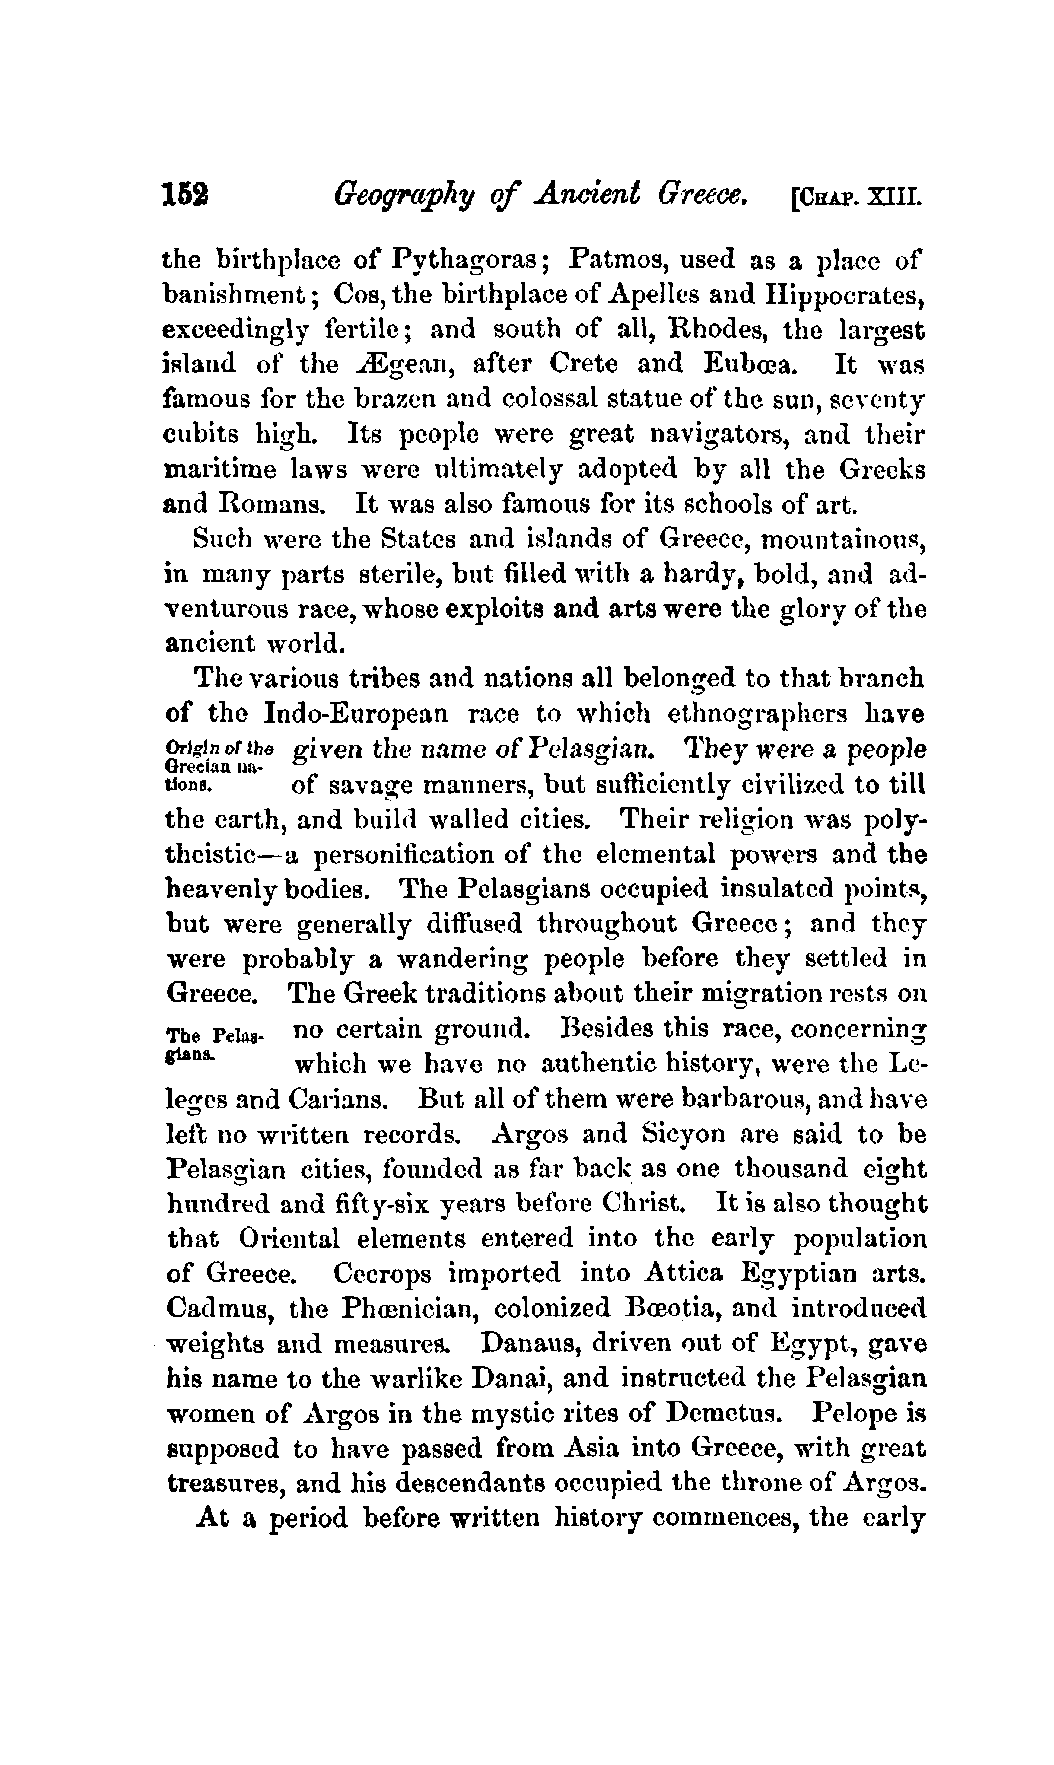 152 Geography of Ancient Greece. [CHAP. XIII.
the birthplace of Pythagoras; Patmos, used as a place of
banishment; Cos, the birthplace of Apelles and Hippocrates,
exceedingly fertile; and south of all, Rhodes, the largest
island of the Ægean, after Crete and Eubœa. It was
famous for the brazen and colossal statue of the sun, seventy
cubits high. Its people were great navigators, and their
maritime laws were ultimately adopted by all the Greeks
and Romans. It was also famous for its schools of art.
Such were the States and islands of Greece, mountainous,
in many parts sterile, but filled with a hardy, bold, and ad-
venturous race, whose exploits and arts were the glory of the
ancient world.
The various tribes and nations all belonged to that branch
of the Indo-European race to which ethnographers have
Origin of the
Grecian na-
tions.
given the name of Pelasgian. They were a people
of savage manners, but sufficiently civilized to till
the earth, and build walled cities. Their religion was poly-
theistic—a personification of the elemental powers and the
heavenly bodies. The Pelasgians occupied insulated points,
but were generally diffused throughout Greece; and they
were probably a wandering people before they settled in
Greece. The Greek traditions about their migration rests on
The Pelas-
gians.
no certain ground. Besides this race, concerning
which we have no authentic history, were the Le-
leges and Carians. But all of them were barbarous, and have
left no written records. Argos and Sicyon are said to be
Pelasgian cities, founded as far back as one thousand eight
hundred and fifty-six years before Christ. It is also thought
that Oriental elements entered into the early population
of Greece. Cecrops imported into Attica Egyptian arts.
Cadmus, the Phœnician, colonized Bœotia, and introduced
weights and measures. Danaus, driven out of Egypt, gave
his name to the warlike Danai, and instructed the Pelasgian
women of Argos in the mystic rites of Demetus. Pelope is
supposed to have passed from Asia into Greece, with great
treasures, and his descendants occupied the throne of Argos.
At a period before written history commences, the early